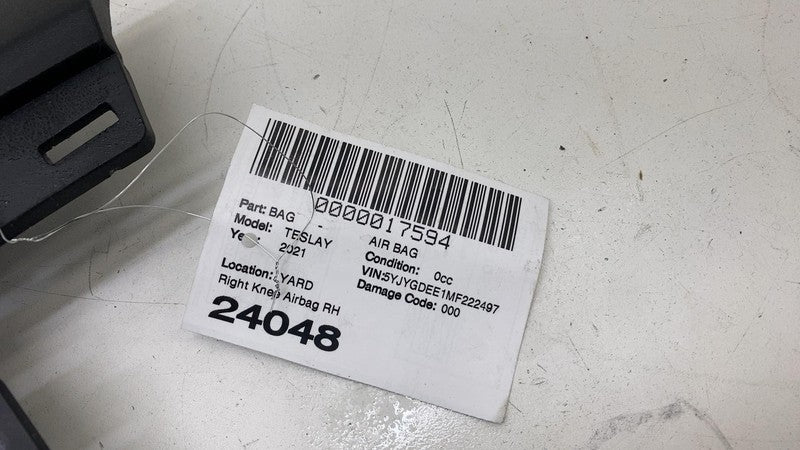 0000017594
Part: BAG - AIR BAG
Model: TESLAY Condition: 0cc
Year: 2021 VIN:5YJYGDEE1MF222497
Damage Code: 000
Location: YARD
Right Knee Airbag RH
24048